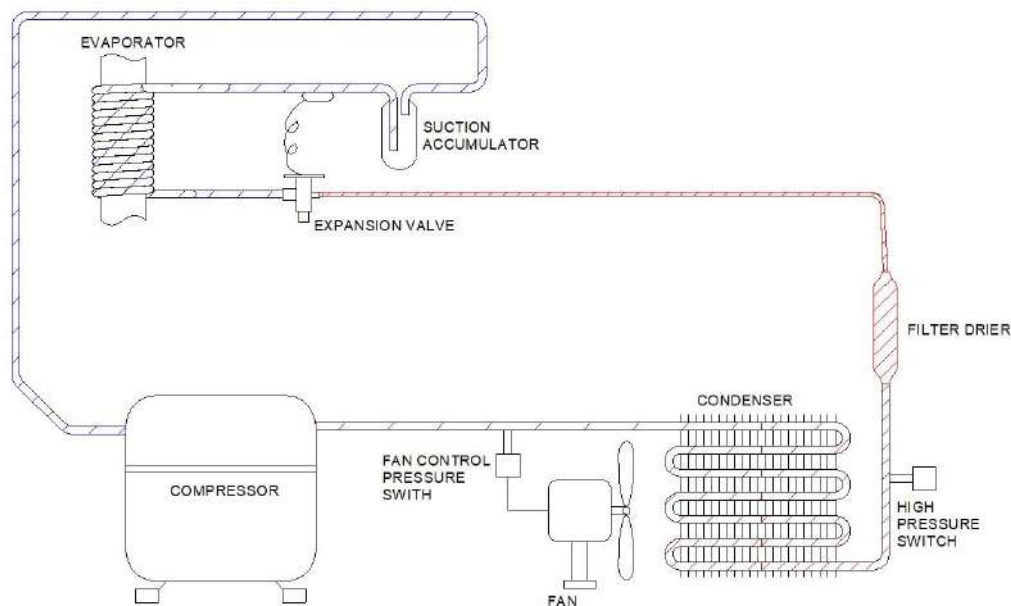 EVAPORATOR
SUCTION
ACCUMULATOR
EXPANSION VALVE
FILTER DRIER
CONDENSER
FAN CONTROL
PRESSURE
SWITH
COMPRESSOR
HIGH
PRESSURE
SWITCH
FAN